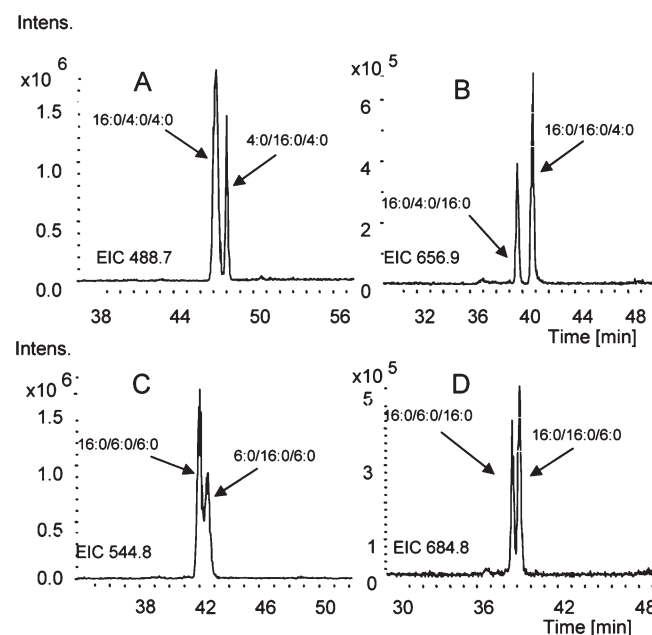 Intens.
x10 6
A
1.5
16:0/4:0/4:0
4:0/16:0/4:0
1.0
0.5
EIC 488.7
0.0
38 44 50 56
x10 5
B
6
16:0/16:0/4:0
4
16:0/4:0/16:0
2
EIC 656.9
0
32 36 40 44 48
Time [min]
Intens.
x10 6
C
1.5
16:0/6:0/6:0
6:0/16:0/6:0
1.0
0.5
EIC 544.8
0.0
38 42 46 50
x10 5
D
5
16:0/6:0/16:0
16:0/16:0/6:0
3
1
EIC 684.8
0
30 36 42 48
Time [min]